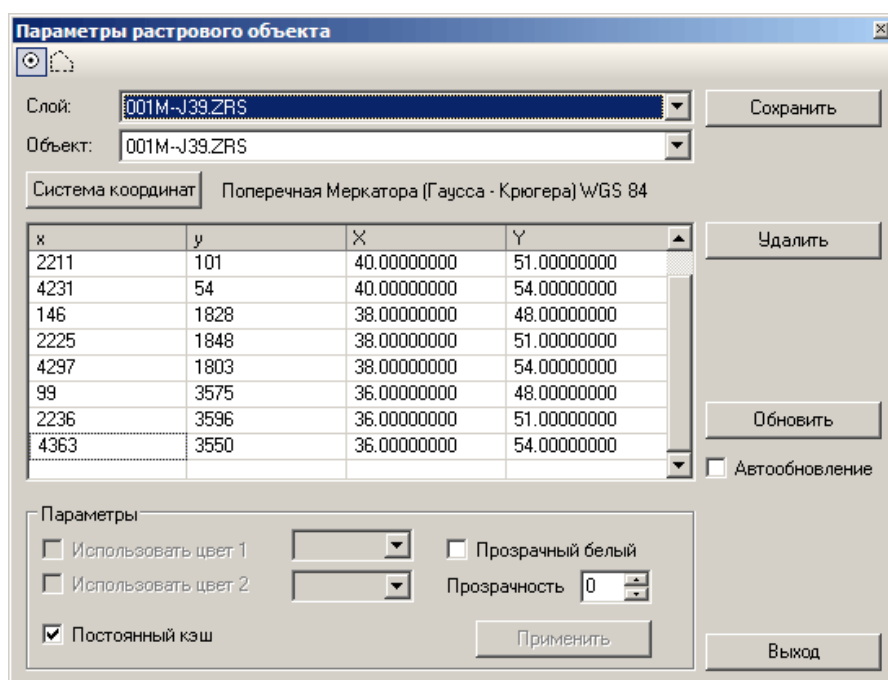 Параметры растрового объекта
Слой: 001M--J39.ZRS Сохранить
Объект: 001M--J39.ZRS
Система координат Поперечная Меркатора (Гаусса - Крюгера) WGS 84
x y X Y Удалить
2211 101 40.00000000 51.00000000
4231 54 40.00000000 54.00000000
146 1828 38.00000000 48.00000000
2225 1848 38.00000000 51.00000000
4297 1803 38.00000000 54.00000000
99 3575 36.00000000 48.00000000
2236 3596 36.00000000 51.00000000 Обновить
4363 3550 36.00000000 54.00000000
Автообновление
Параметры
Использовать цвет 1 Прозрачный белый
Использовать цвет 2 Прозрачность 0
Постоянный кэш Применить
Выход